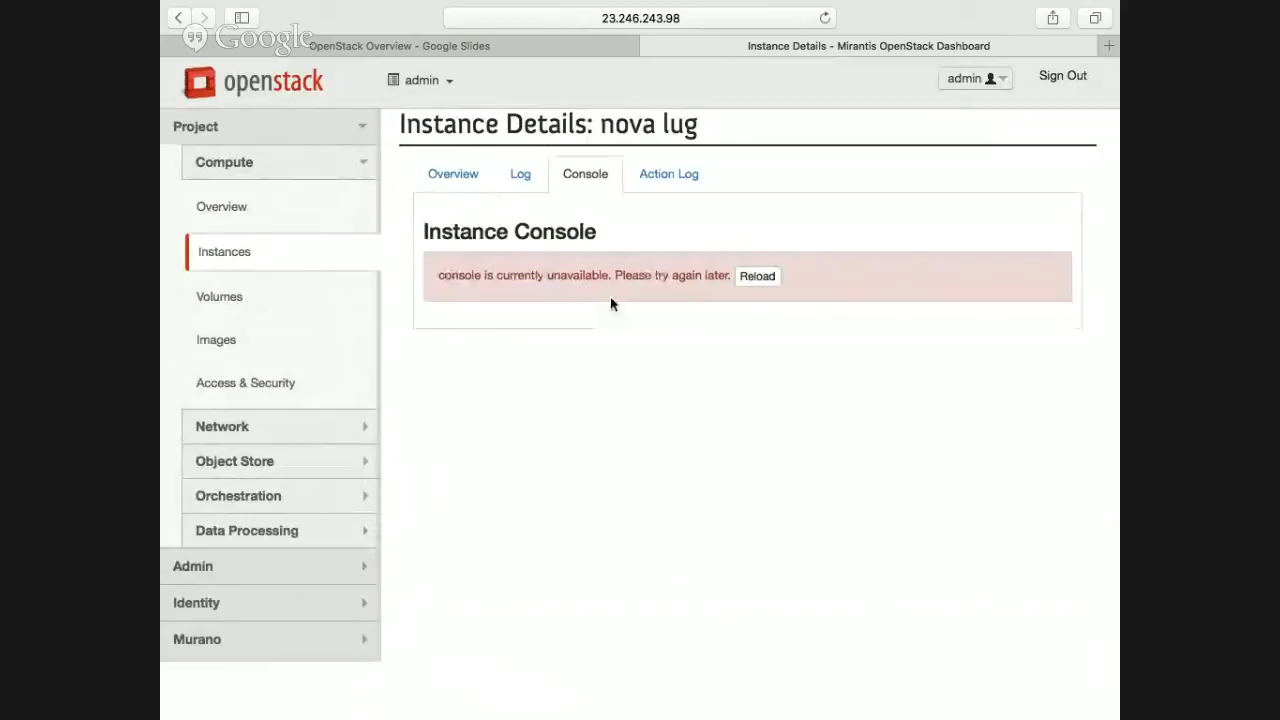 23.246.243.98
Google
OpenStack Overview - Google Slides
Instance Details - Mirantis OpenStack Dashboard
openstack
admin
admin
Sign Out
Project
Compute
Overview
Instances
Volumes
Images
Access & Security
Network
Object Store
Orchestration
Data Processing
Admin
Identity
Murano
Instance Details: nova lug
Overview
Log
Console
Action Log
Instance Console
console is currently unavailable. Please try again later. Reload